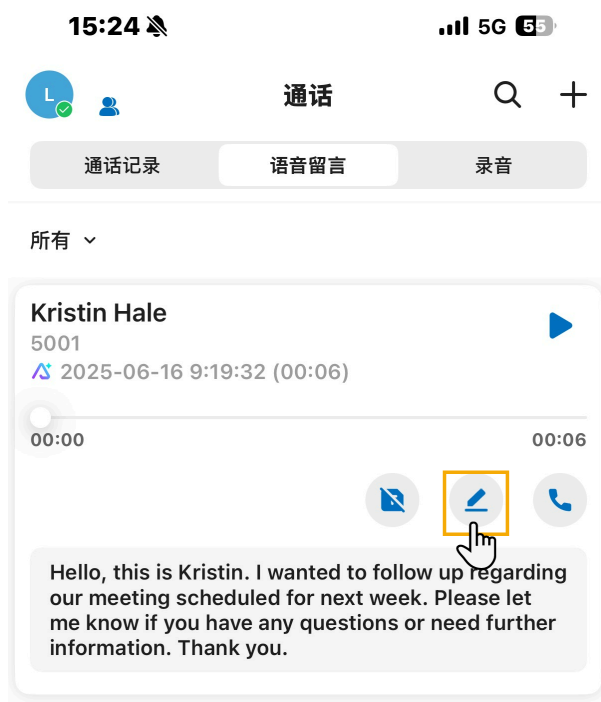 15:24
5G 55
L
通话
通话记录 语音留言 录音
所有
Kristin Hale
5001
2025-06-16 9:19:32 (00:06)
00:00 00:06
Hello, this is Kristin. I wanted to follow up regarding
our meeting scheduled for next week. Please let
me know if you have any questions or need further
information. Thank you.